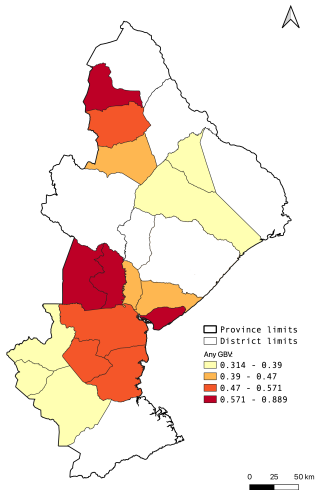 Province limits
District limits
Any GBV:
0.314 - 0.39
0.39 - 0.47
0.47 - 0.571
0.571 - 0.889
0 25 50 km